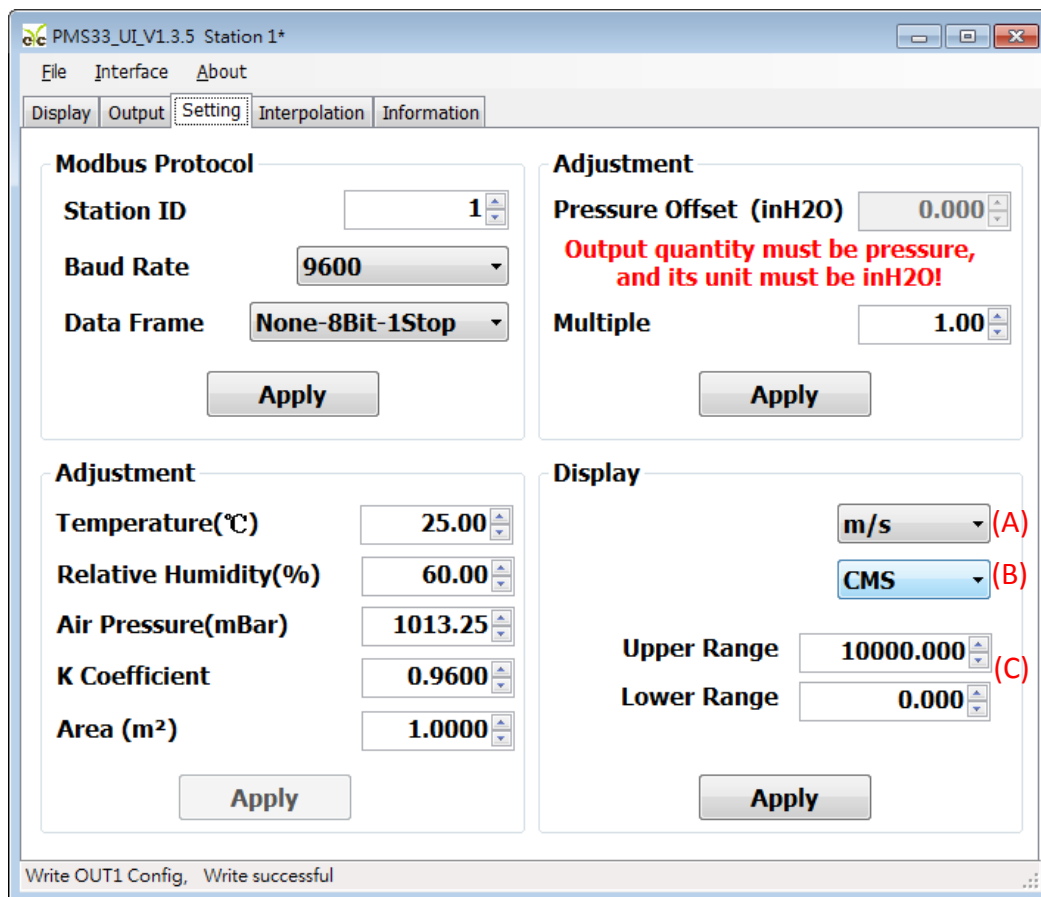 PMS33_UI_V1.3.5 Station 1*
File Interface About
Display Output Setting Interpolation Information
Modbus Protocol
Station ID 1
Baud Rate 9600
Data Frame None-8Bit-1Stop
Apply
Adjustment
Pressure Offset (inH2O) 0.000
Output quantity must be pressure,
and its unit must be inH2O!
Multiple 1.00
Apply
Adjustment
Temperature(℃) 25.00
Relative Humidity(%) 60.00
Air Pressure(mBar) 1013.25
K Coefficient 0.9600
Area (m²) 1.0000
Apply
Display
m/s (A)
CMS (B)
Upper Range 10000.000
(C)
Lower Range 0.000
Apply
Write OUT1 Config, Write successful